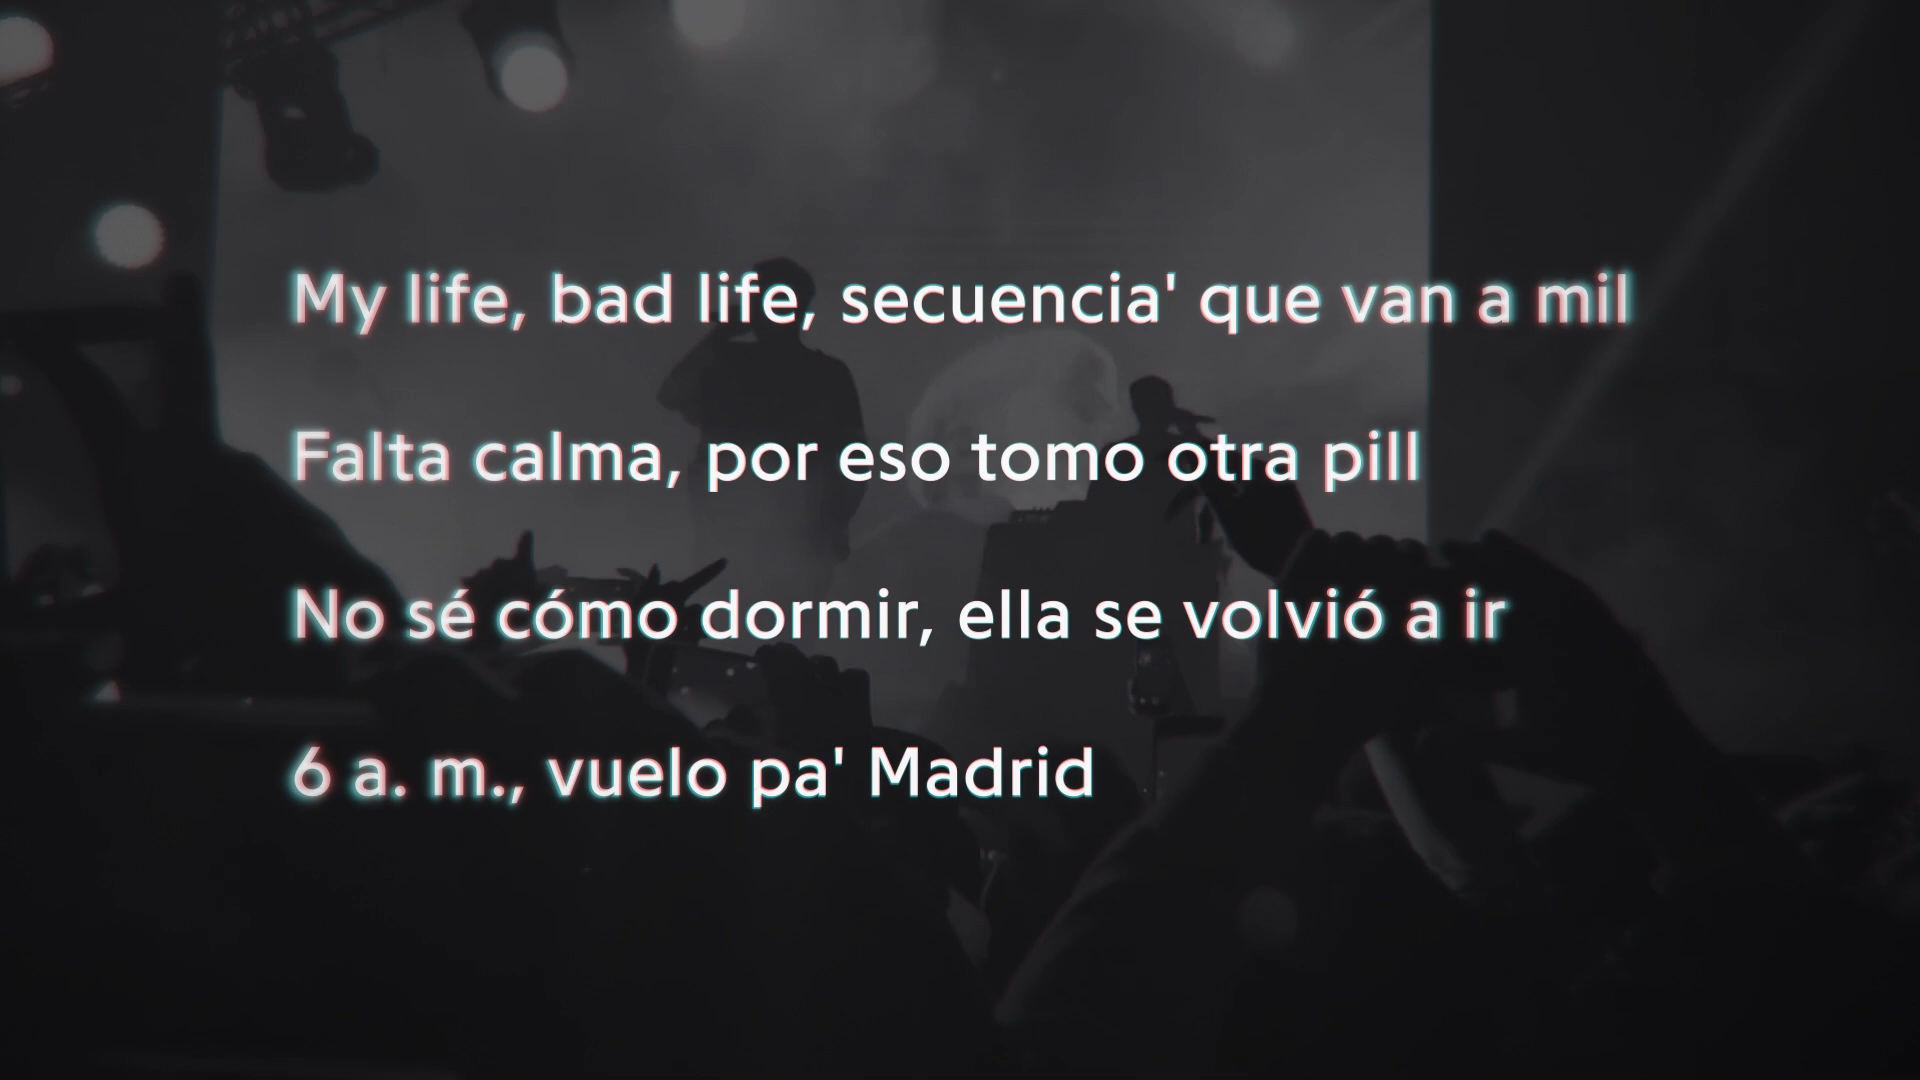 My life, bad life, secuencia' que van a mil
Falta calma, por eso tomo otra pill
No sé cómo dormir, ella se volvió a ir
6 a. m., vuelo pa' Madrid